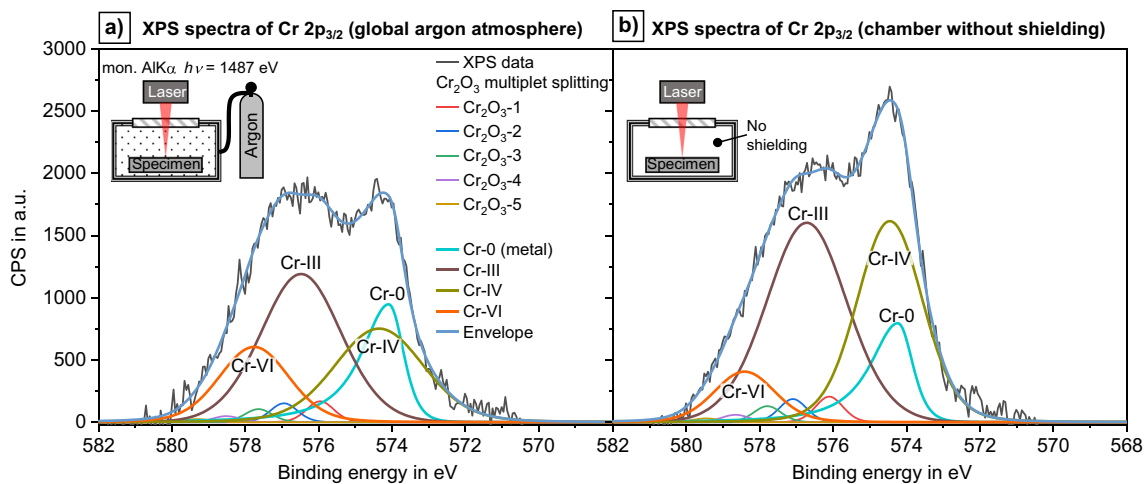 a) XPS spectra of Cr 2p₃/₂ (global argon atmosphere)
mon. AlKα hν = 1487 eV
Laser
Argon
Specimen
XPS data
Cr₂O₃ multiplet splitting
Cr₂O₃-1
Cr₂O₃-2
Cr₂O₃-3
Cr₂O₃-4
Cr₂O₃-5
Cr-0 (metal)
Cr-III
Cr-IV
Cr-VI
Envelope
Cr-III
Cr-0
Cr-IV
Cr-VI
CPS in a.u.
3000
2500
2000
1500
1000
500
0
582 580 578 576 574 572 570
Binding energy in eV
b) XPS spectra of Cr 2p₃/₂ (chamber without shielding)
Laser
No
shielding
Specimen
Cr-III
Cr-IV
Cr-0
Cr-VI
582 580 578 576 574 572 570 568
Binding energy in eV